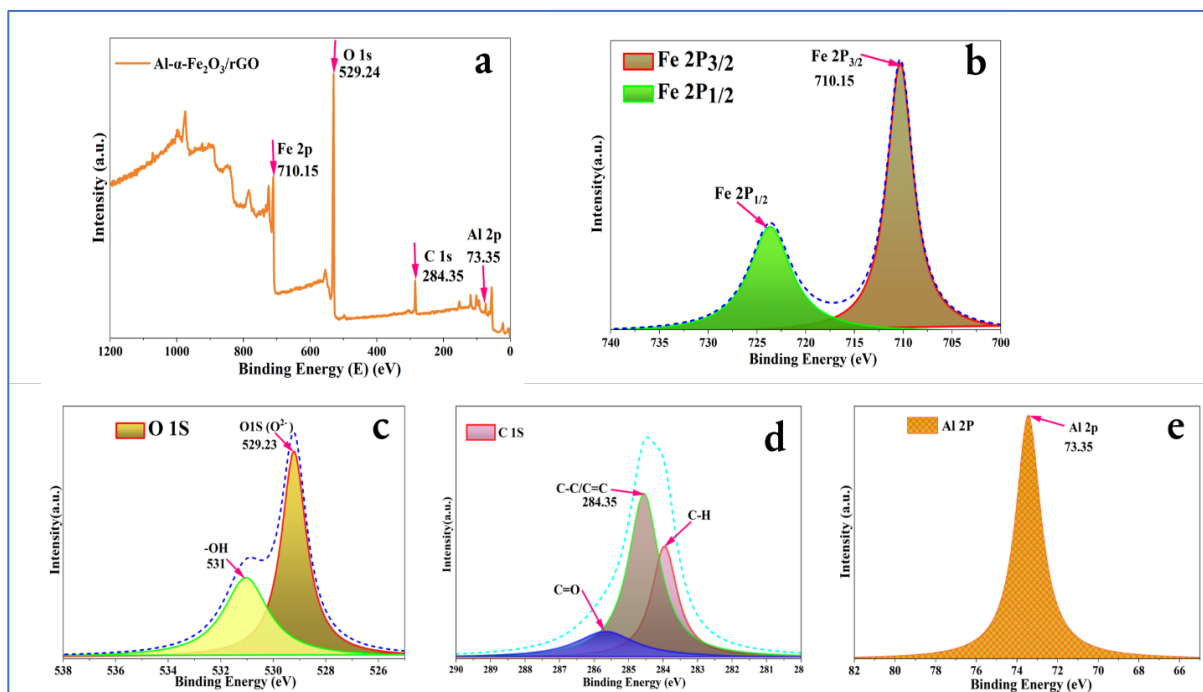 a
Al-α-Fe₂O₃/rGO
O 1s
529.24
Fe 2p
710.15
C 1s
284.35
Al 2p
73.35
Intensity (a.u.)
1200 1000 800 600 400 200 0
Binding Energy (E) (eV)
b
Fe 2P3/2
Fe 2P1/2
Fe 2P3/2
710.15
Fe 2P1/2
Intensity(a.u.)
740 735 730 725 720 715 710 705 700
Binding Energy (eV)
c
O 1S
O1S (O²⁻)
529.23
-OH
531
Intensity(a.u.)
538 536 534 532 530 528 526
Binding Energy (eV)
d
C 1S
C-C/C=C
284.35
C-H
C=O
Intensity(a.u.)
290 288 287 286 285 284 283 282 281 28
Binding Energy (eV)
e
Al 2P
Al 2p
73.35
Intensity(a.u.)
82 80 78 76 74 72 70 68 66
Binding Energy (eV)